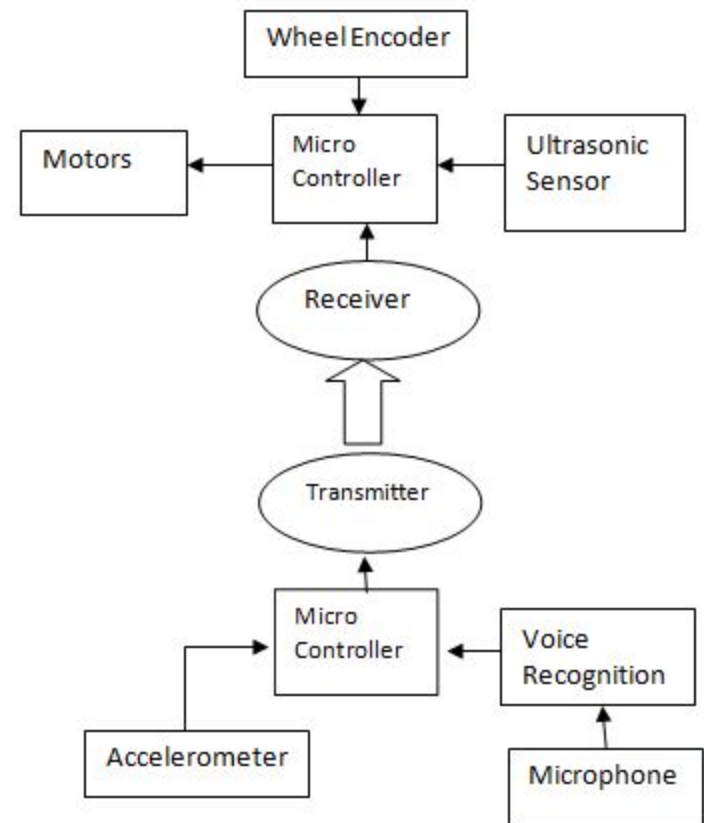 Wheel Encoder
Motors
Micro
Controller
Ultrasonic
Sensor
Receiver
Transmitter
Micro
Controller
Voice
Recognition
Accelerometer
Microphone